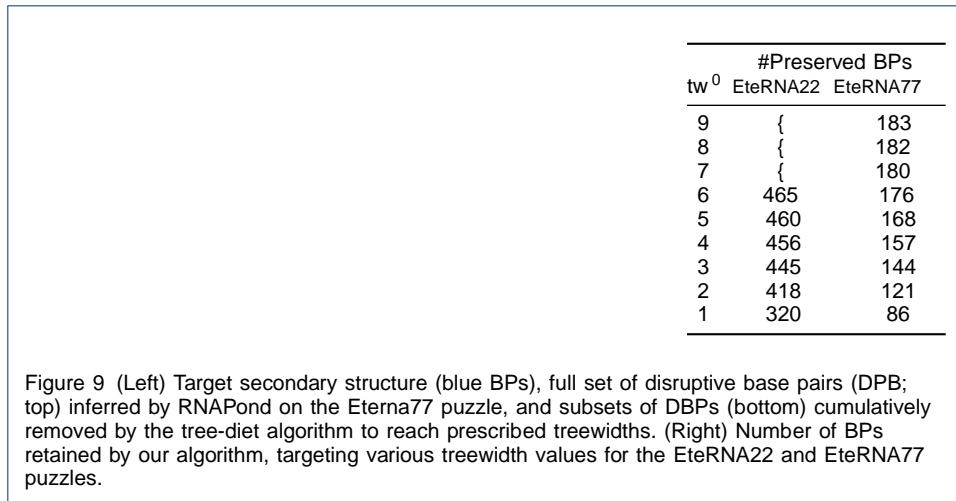 #Preserved BPs
tw 0 EteRNA22 EteRNA77
9 { 183
8 { 182
7 { 180
6 465 176
5 460 168
4 456 157
3 445 144
2 418 121
1 320 86
Figure 9 (Left) Target secondary structure (blue BPs), full set of disruptive base pairs (DPB;
top) inferred by RNAPond on the Eterna77 puzzle, and subsets of DBPs (bottom) cumulatively
removed by the tree-diet algorithm to reach prescribed treewidths. (Right) Number of BPs
retained by our algorithm, targeting various treewidth values for the EteRNA22 and EteRNA77
puzzles.